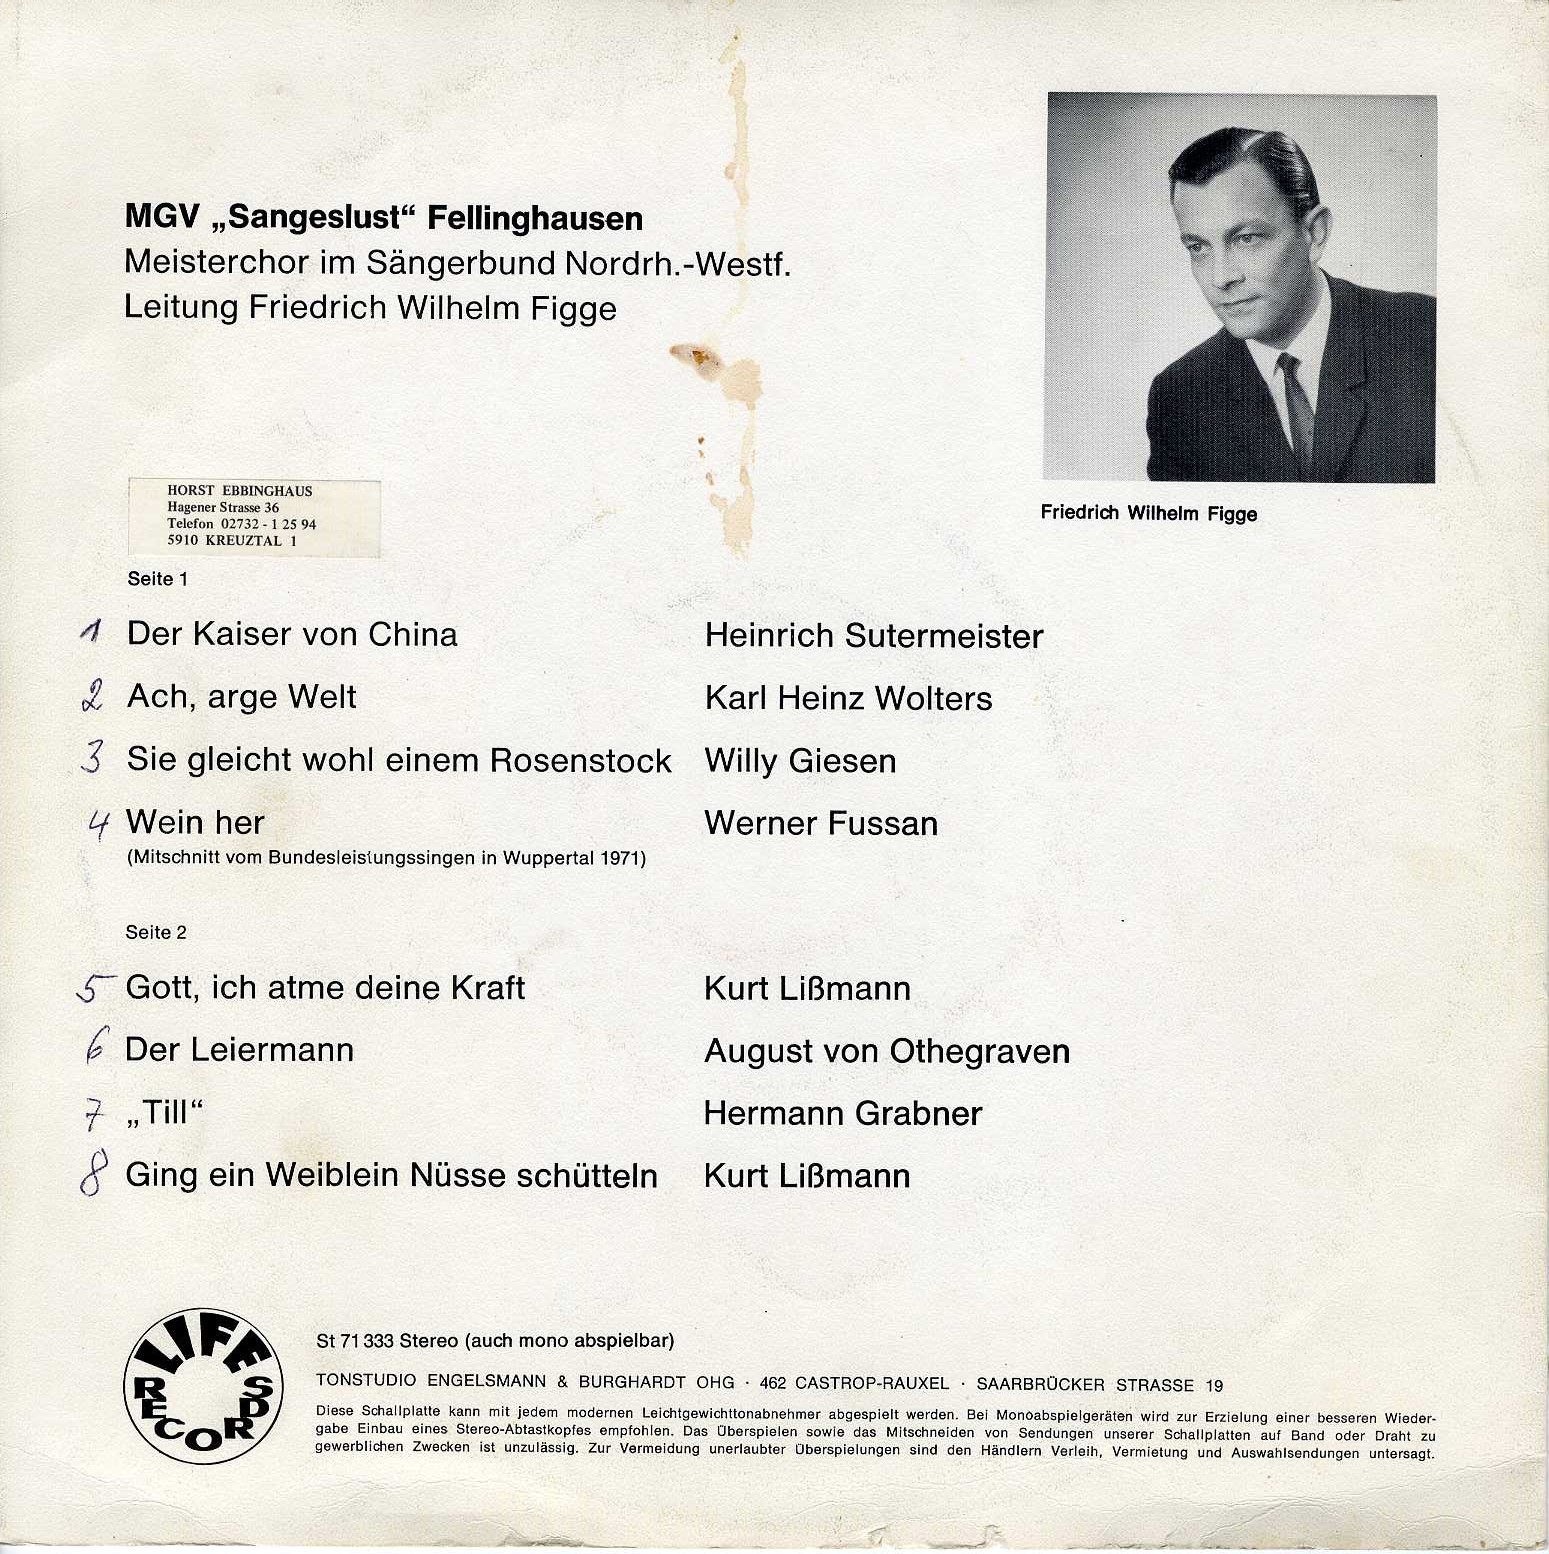 MGV „Sangeslust“ Fellinghausen
Meisterchor im Sängerbund Nordrh.-Westf.
Leitung Friedrich Wilhelm Figge
Friedrich Wilhelm Figge
HORST EBBINGHAUS
Hagener Strasse 36
Telefon 02732 - 1 25 94
5910 KREUZTAL 1
Seite 1
1 Der Kaiser von China Heinrich Sutermeister
2 Ach, arge Welt Karl Heinz Wolters
3 Sie gleicht wohl einem Rosenstock Willy Giesen
4 Wein her Werner Fussan
(Mitschnitt vom Bundesleistungssingen in Wuppertal 1971)
Seite 2
5 Gott, ich atme deine Kraft Kurt Lißmann
6 Der Leiermann August von Othegraven
7 „Till“ Hermann Grabner
8 Ging ein Weiblein Nüsse schütteln Kurt Lißmann
LIFE RECORDS
St 71 333 Stereo (auch mono abspielbar)
TONSTUDIO ENGELSMANN & BURGHARDT OHG · 462 CASTROP-RAUXEL · SAARBRÜCKER STRASSE 19
Diese Schallplatte kann mit jedem modernen Leichtgewichttonabnehmer abgespielt werden. Bei Monoabspielgeräten wird zur Erzielung einer besseren Wieder-
gabe Einbau eines Stereo-Abtastkopfes empfohlen. Das Überspielen sowie das Mitschneiden von Sendungen unserer Schallplatten auf Band oder Draht zu
gewerblichen Zwecken ist unzulässig. Zur Vermeidung unerlaubter Überspielungen sind den Händlern Verleih, Vermietung und Auswahlsendungen untersagt.